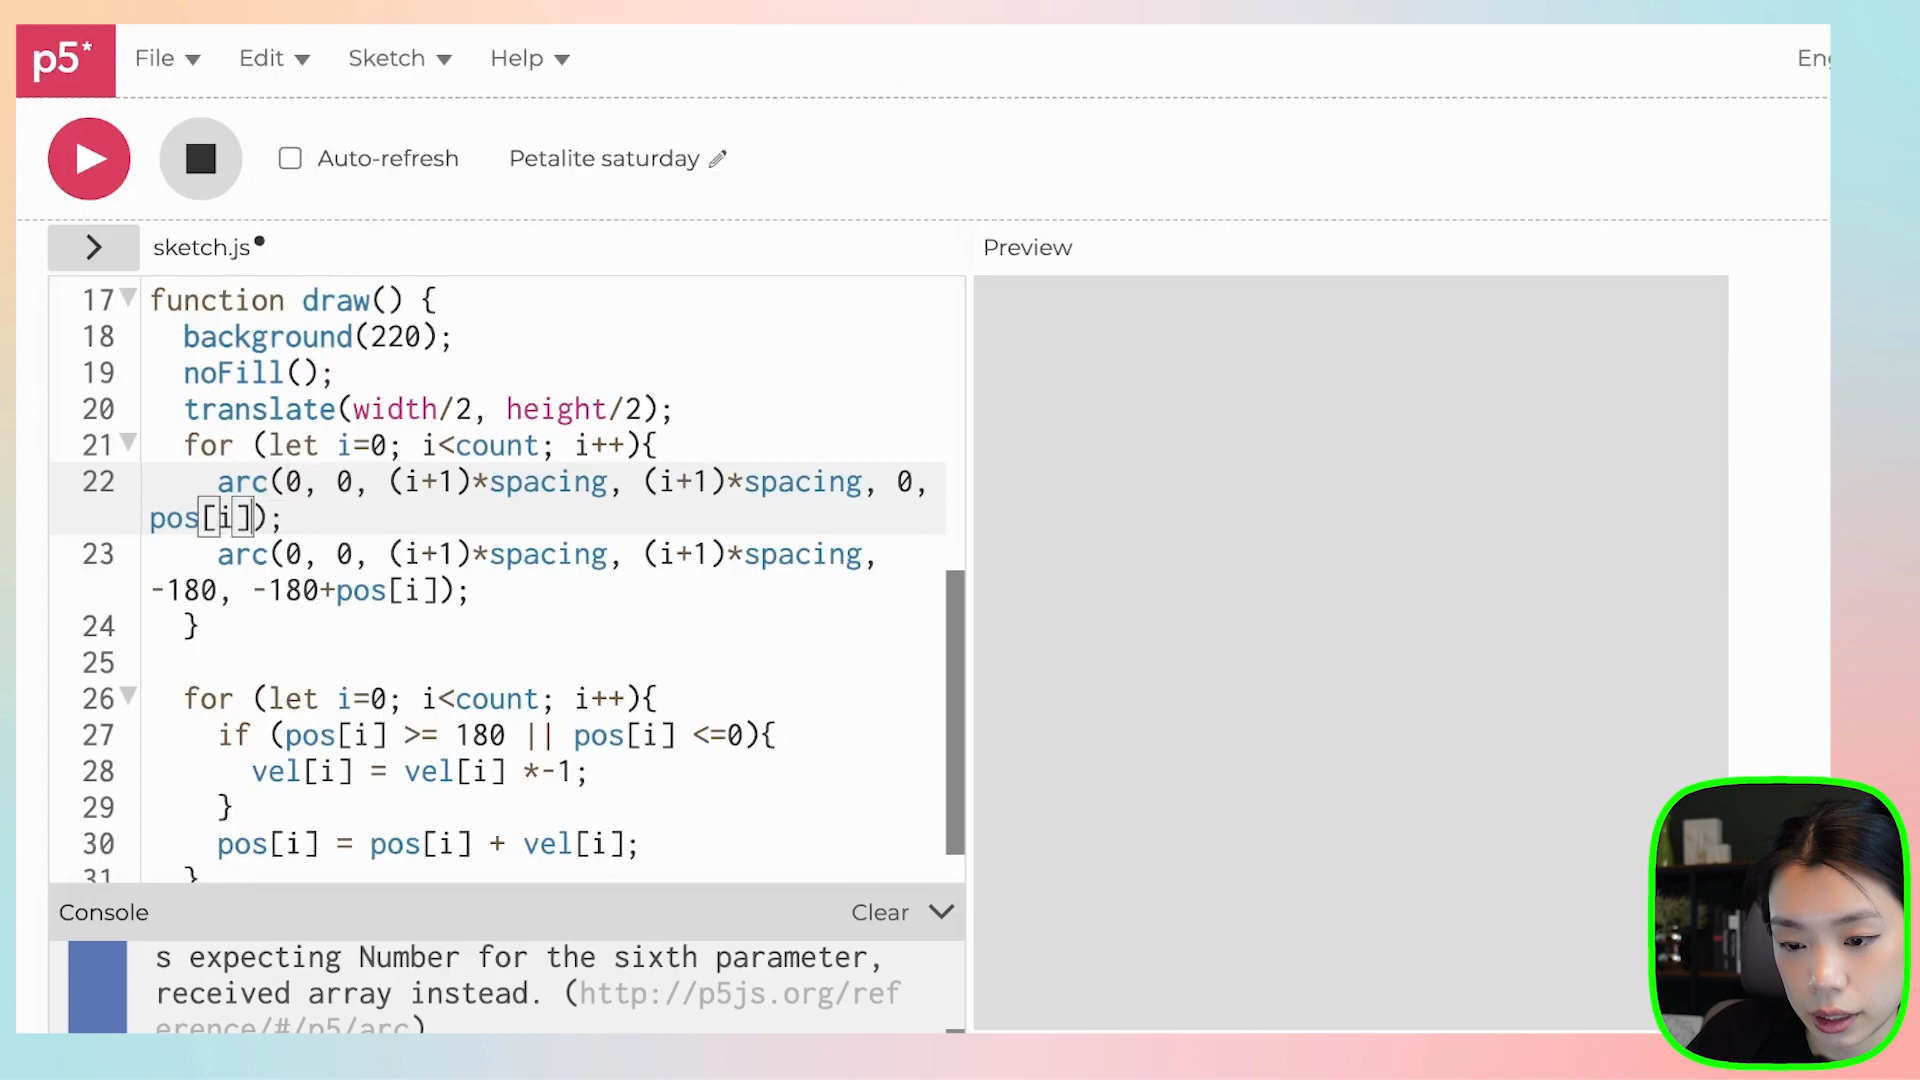 p5*
File
Edit
Sketch
Help
Auto-refresh
Petalite saturday
sketch.js
Preview
17 function draw() {
18 background(220);
19 noFill();
20 translate(width/2, height/2);
21 for (let i=0; i<count; i++){
22 arc(0, 0, (i+1)*spacing, (i+1)*spacing, 0,
pos[i]);
23 arc(0, 0, (i+1)*spacing, (i+1)*spacing,
-180, -180+pos[i]);
24 }
25
26 for (let i=0; i<count; i++){
27 if (pos[i] >= 180 || pos[i] <=0){
28 vel[i] = vel[i] *-1;
29 }
30 pos[i] = pos[i] + vel[i];
31 }
Console
Clear
s expecting Number for the sixth parameter,
received array instead. (http://p5js.org/ref
erence/#/p5/arc)